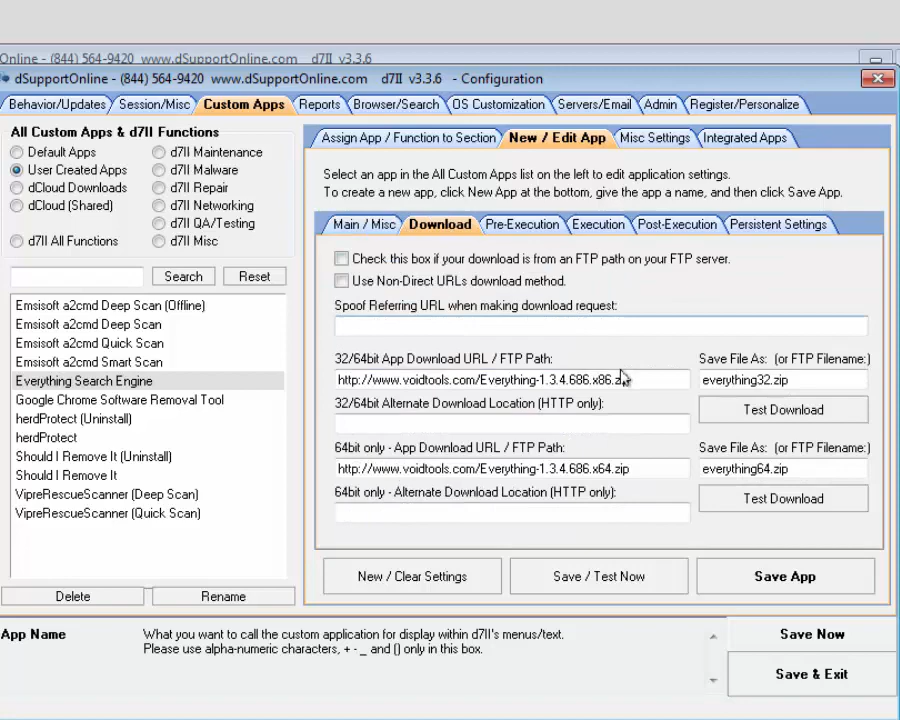 Online - (844) 564-9420 www.dSupportOnline.com d7II v3.3.6
dSupportOnline - (844) 564-9420 www.dSupportOnline.com d7II v3.3.6 - Configuration
Behavior/Updates Session/Misc Custom Apps Reports Browser/Search OS Customization Servers/Email Admin Register/Personalize
All Custom Apps & d7II Functions
Default Apps d7II Maintenance
User Created Apps d7II Malware
dCloud Downloads d7II Repair
dCloud (Shared) d7II Networking
d7II QA/Testing
d7II All Functions d7II Misc
Search Reset
Emsisoft a2cmd Deep Scan (Offline)
Emsisoft a2cmd Deep Scan
Emsisoft a2cmd Quick Scan
Emsisoft a2cmd Smart Scan
Everything Search Engine
Google Chrome Software Removal Tool
herdProtect (Uninstall)
herdProtect
Should I Remove It (Uninstall)
Should I Remove It
VipreRescueScanner (Deep Scan)
VipreRescueScanner (Quick Scan)
Delete Rename
Assign App / Function to Section New / Edit App Misc Settings Integrated Apps
Select an app in the All Custom Apps list on the left to edit application settings.
To create a new app, click New App at the bottom, give the app a name, and then click Save App.
Main / Misc Download Pre-Execution Execution Post-Execution Persistent Settings
Check this box if your download is from an FTP path on your FTP server.
Use Non-Direct URLs download method.
Spoof Referring URL when making download request:
32/64bit App Download URL / FTP Path: Save File As: (or FTP Filename:)
http://www.voidtools.com/Everything-1.3.4.686.x86.zip everything32.zip
32/64bit Alternate Download Location (HTTP only): Test Download
64bit only - App Download URL / FTP Path: Save File As: (or FTP Filename:)
http://www.voidtools.com/Everything-1.3.4.686.x64.zip everything64.zip
64bit only - Alternate Download Location (HTTP only): Test Download
New / Clear Settings Save / Test Now Save App
App Name What you want to call the custom application for display within d7II's menus/text.
Please use alpha-numeric characters, + - _ and () only in this box.
Save Now
Save & Exit